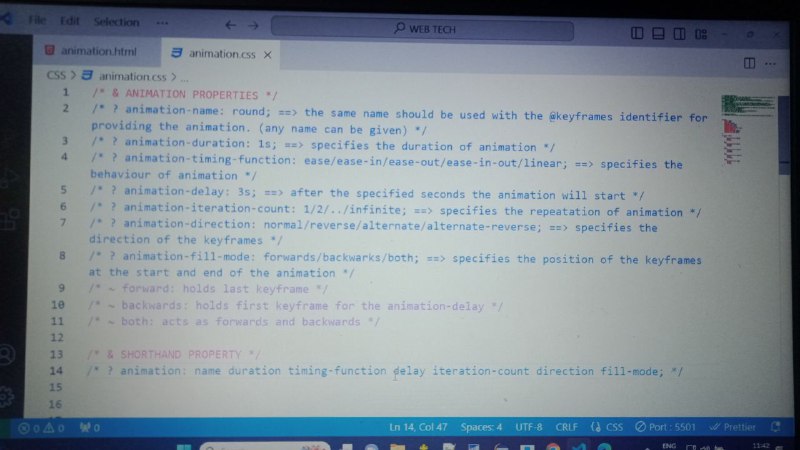 File Edit Selection ...
WEB TECH
animation.html
animation.css
CSS > animation.css > ...
1 /* & ANIMATION PROPERTIES */
2 /* ? animation-name: round; ==> the same name should be used with the @keyframes identifier for
providing the animation. (any name can be given) */
3 /* ? animation-duration: 1s; ==> specifies the duration of animation */
4 /* ? animation-timing-function: ease/ease-in/ease-out/ease-in-out/linear; ==> specifies the
behaviour of animation */
5 /* ? animation-delay: 3s; ==> after the specified seconds the animation will start */
6 /* ? animation-iteration-count: 1/2/../infinite; ==> specifies the repeatation of animation */
7 /* ? animation-direction: normal/reverse/alternate/alternate-reverse; ==> specifies the
direction of the keyframes */
8 /* ? animation-fill-mode: forwards/backwarks/both; ==> specifies the position of the keyframes
at the start and end of the animation */
9 /* ~ forward: holds last keyframe */
10 /* ~ backwards: holds first keyframe for the animation-delay */
11 /* ~ both: acts as forwards and backwards */
12
13 /* & SHORTHAND PROPERTY */
14 /* ? animation: name duration timing-function delay iteration-count direction fill-mode; */
15
16
0 0 0 Ln 14, Col 47 Spaces: 4 UTF-8 CRLF CSS Port : 5501 Prettier
ENG 11:42